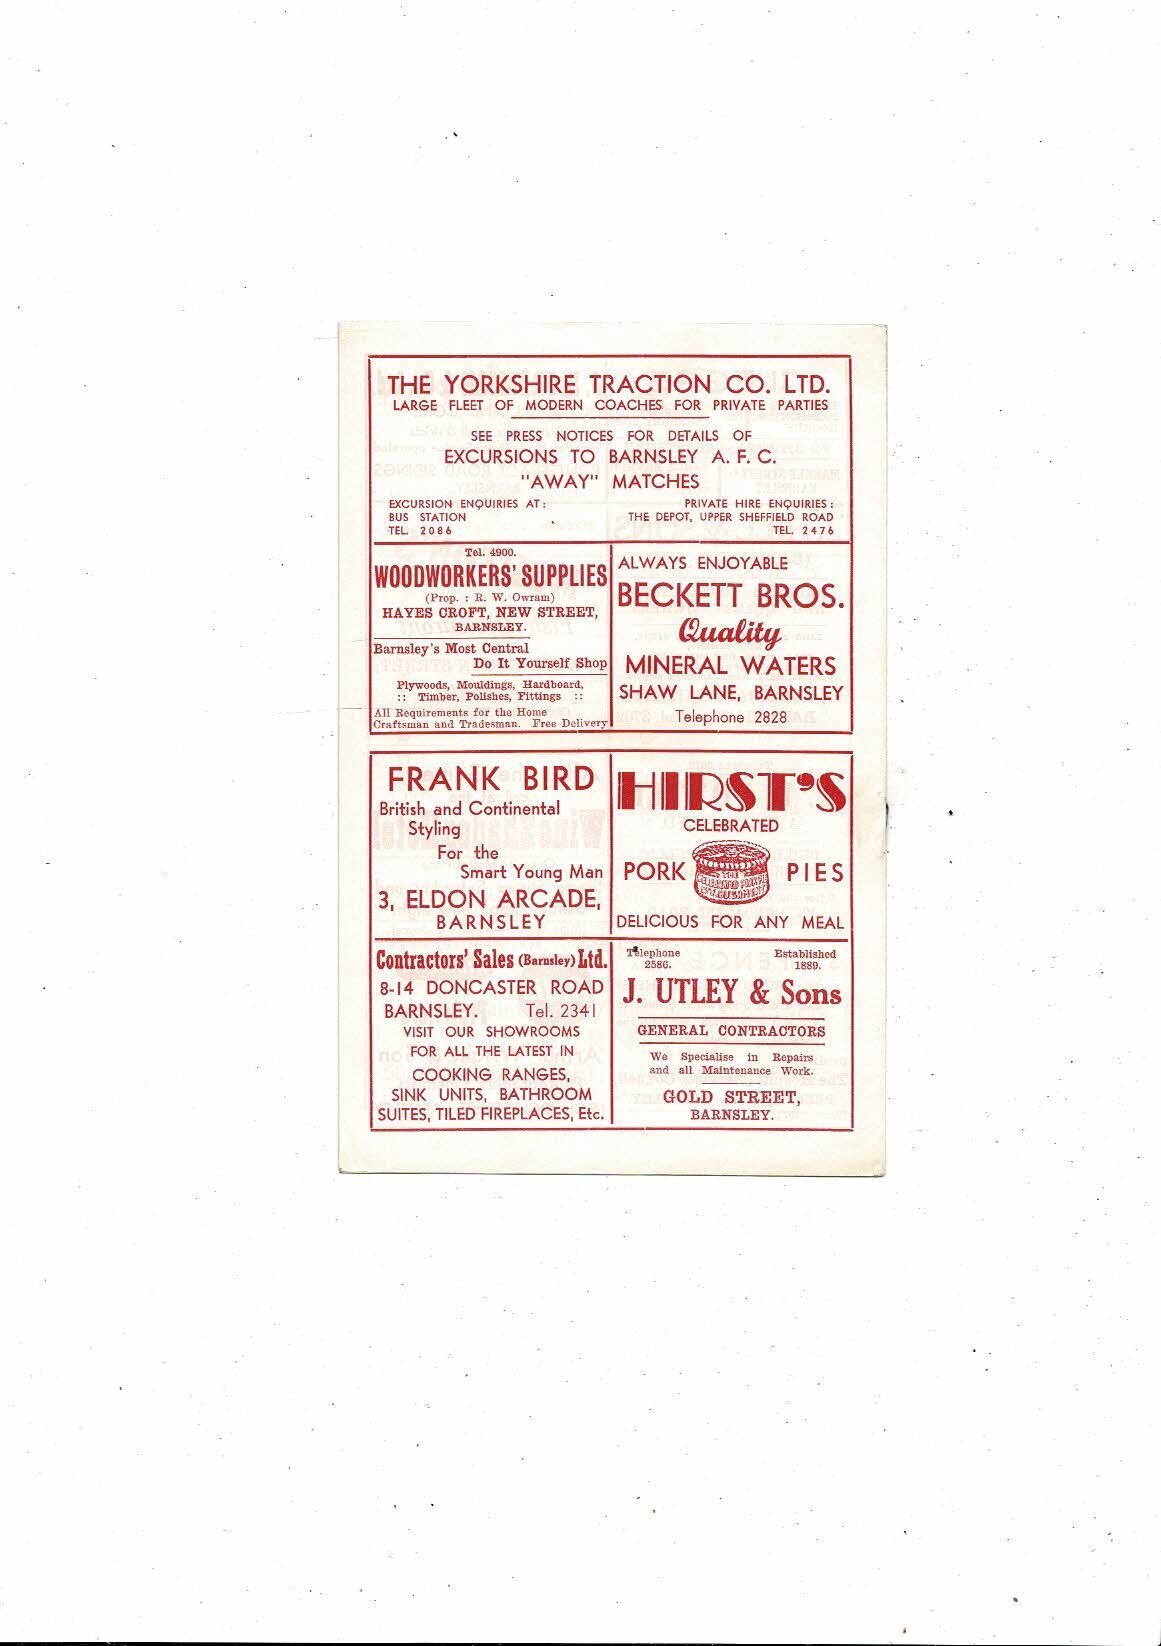 THE YORKSHIRE TRACTION CO. LTD.
LARGE FLEET OF MODERN COACHES FOR PRIVATE PARTIES
SEE PRESS NOTICES FOR DETAILS OF
EXCURSIONS TO BARNSLEY A. F. C.
"AWAY" MATCHES
EXCURSION ENQUIRIES AT:
BUS STATION
TEL. 2086
PRIVATE HIRE ENQUIRIES:
THE DEPOT, UPPER SHEFFIELD ROAD
TEL. 2476
Tel. 4900.
WOODWORKERS' SUPPLIES
(Prop. : R. W. Owram)
HAYES CROFT, NEW STREET,
BARNSLEY.
Barnsley's Most Central
Do It Yourself Shop
Plywoods, Mouldings, Hardboard,
:: Timber, Polishes, Fittings ::
All Requirements for the Home
Craftsman and Tradesman. Free Delivery
ALWAYS ENJOYABLE
BECKETT BROS.
Quality
MINERAL WATERS
SHAW LANE, BARNSLEY
Telephone 2828
FRANK BIRD
British and Continental
Styling
For the
Smart Young Man
3, ELDON ARCADE,
BARNSLEY
HIRST'S
CELEBRATED
PORK PIES
THE
CELEBRATED PORK PIE
ESTABLISHMENT
DELICIOUS FOR ANY MEAL
Contractors' Sales (Barnsley) Ltd.
8-14 DONCASTER ROAD
BARNSLEY. Tel. 2341
VISIT OUR SHOWROOMS
FOR ALL THE LATEST IN
COOKING RANGES,
SINK UNITS, BATHROOM
SUITES, TILED FIREPLACES, Etc.
Telephone
2586.
Established
1889.
J. UTLEY & Sons
GENERAL CONTRACTORS
We Specialise in Repairs
and all Maintenance Work.
GOLD STREET,
BARNSLEY.